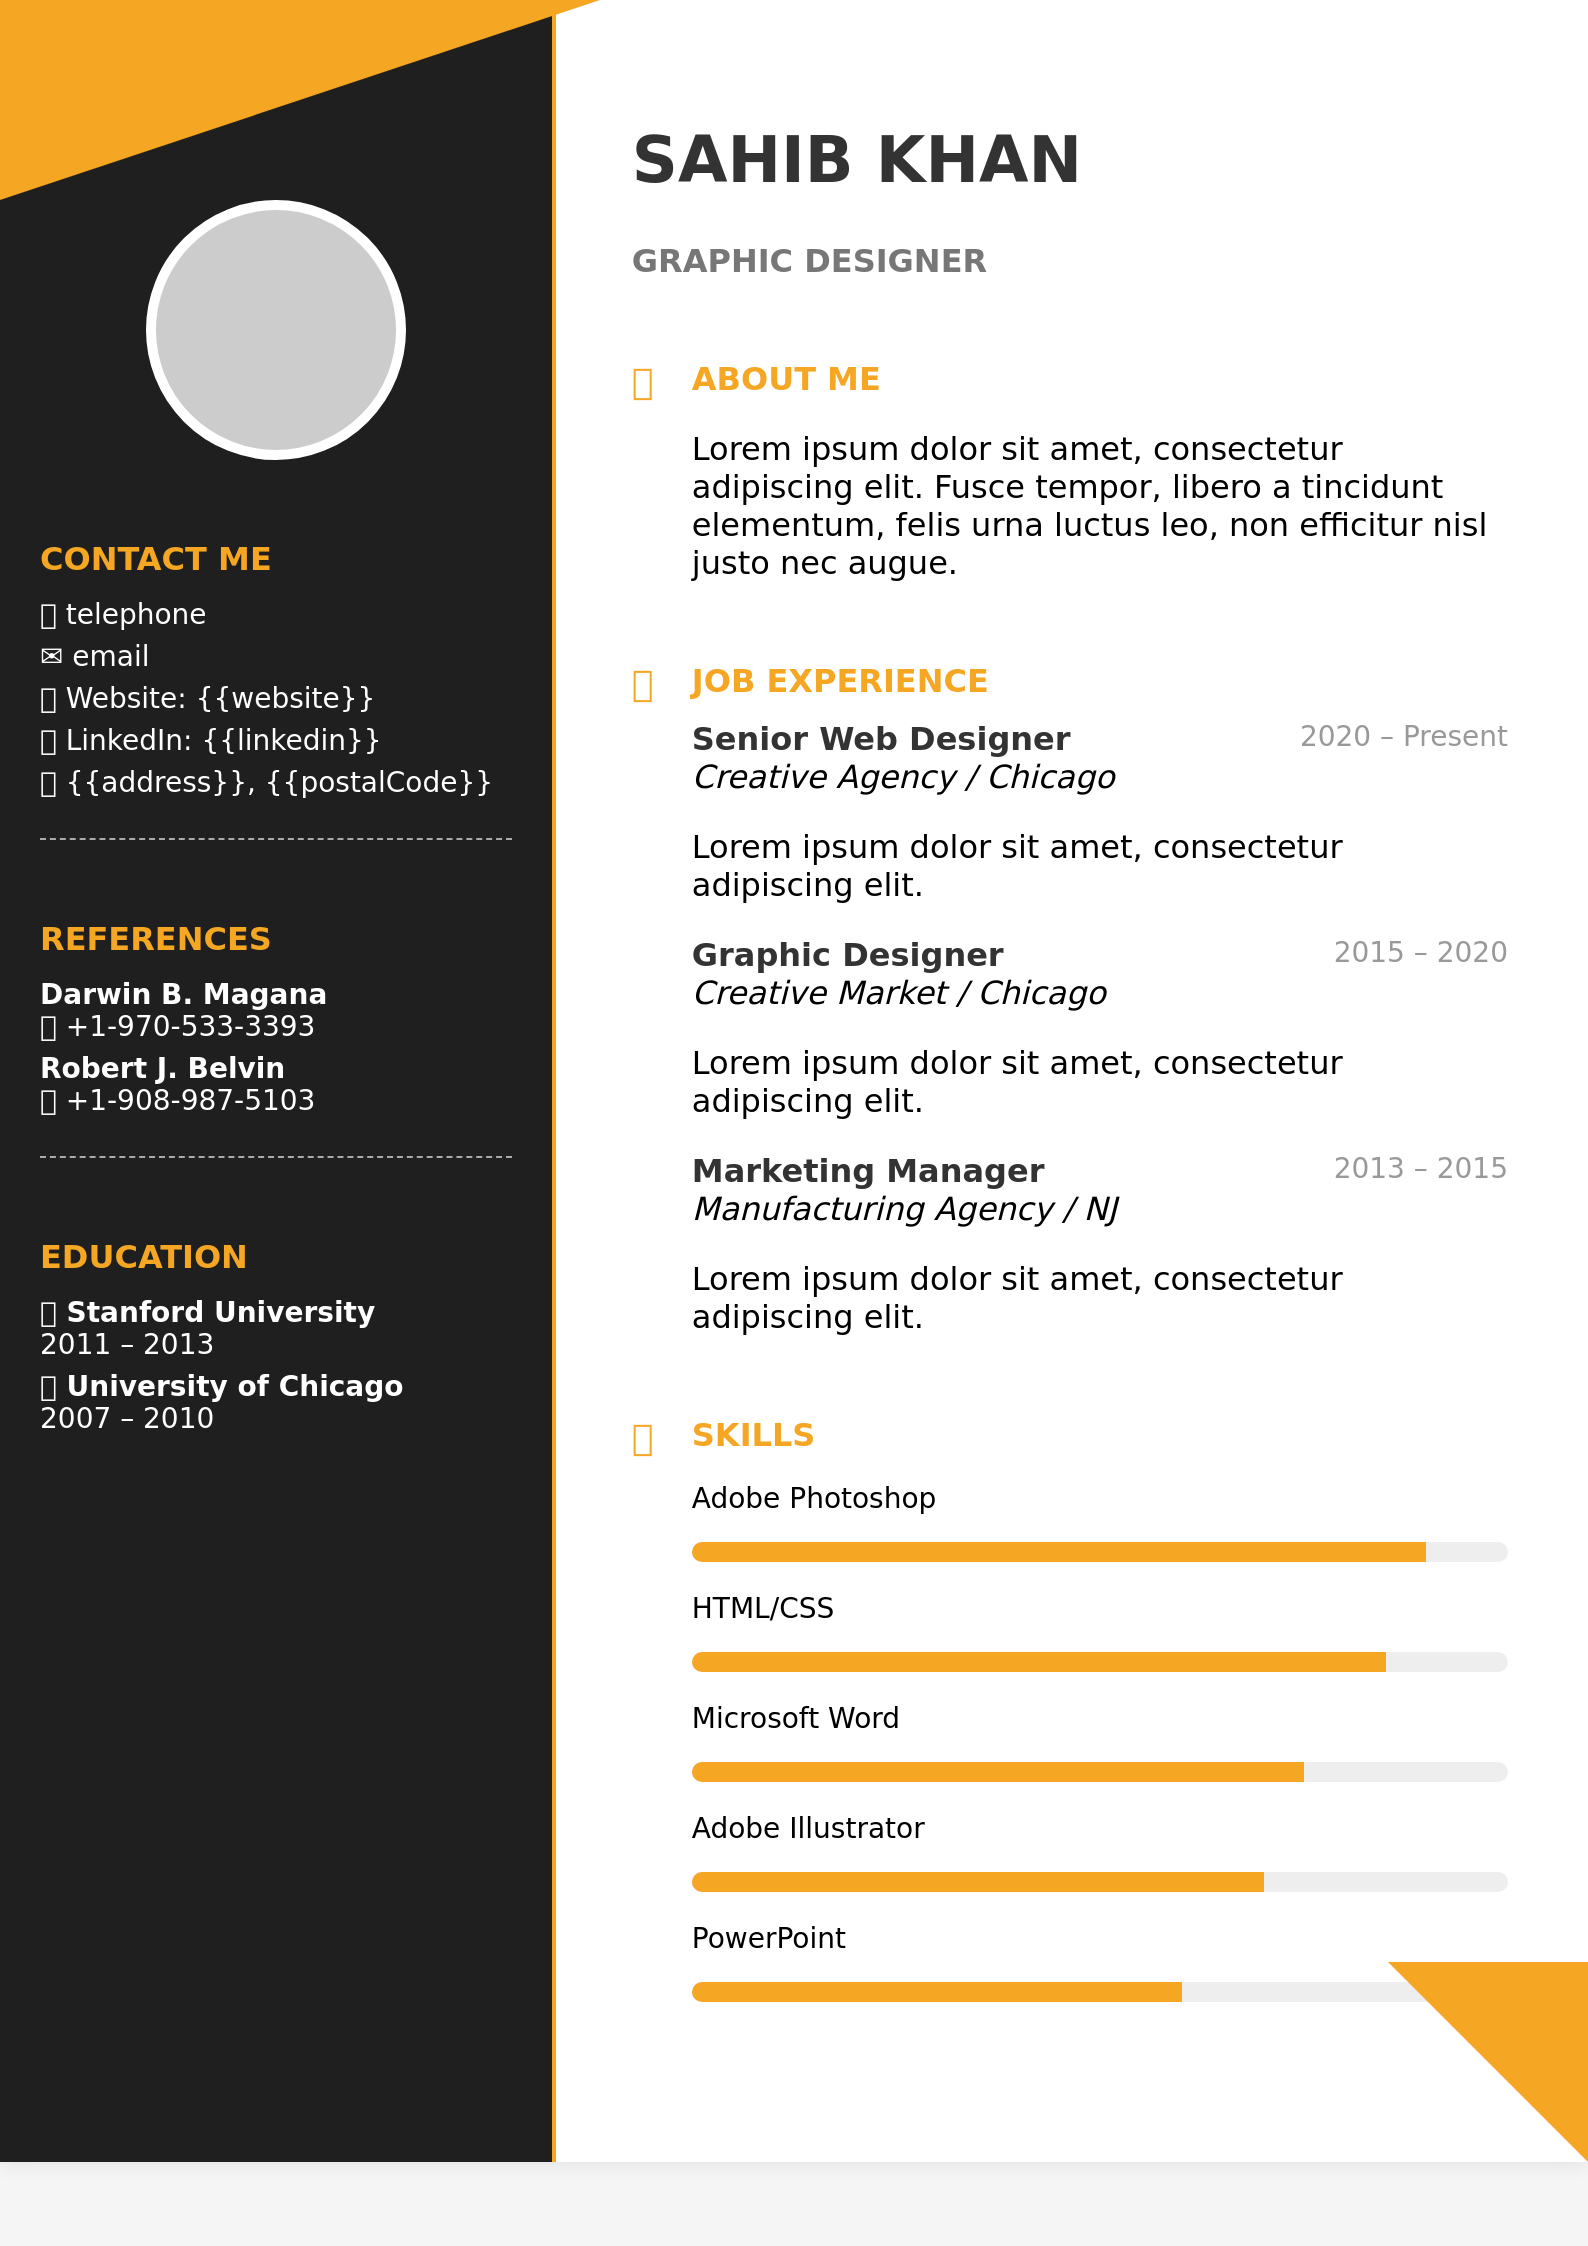 SAHIB KHAN
GRAPHIC DESIGNER
CONTACT ME
telephone
✉ email
Website: {{website}}
LinkedIn: {{linkedin}}
{{address}}, {{postalCode}}
REFERENCES
Darwin B. Magana
+1-970-533-3393
Robert J. Belvin
+1-908-987-5103
EDUCATION
Stanford University
2011 – 2013
University of Chicago
2007 – 2010
ABOUT ME
Lorem ipsum dolor sit amet, consectetur
adipiscing elit. Fusce tempor, libero a tincidunt
elementum, felis urna luctus leo, non efficitur nisl
justo nec augue.
JOB EXPERIENCE
Senior Web Designer 2020 – Present
Creative Agency / Chicago
Lorem ipsum dolor sit amet, consectetur
adipiscing elit.
Graphic Designer 2015 – 2020
Creative Market / Chicago
Lorem ipsum dolor sit amet, consectetur
adipiscing elit.
Marketing Manager 2013 – 2015
Manufacturing Agency / NJ
Lorem ipsum dolor sit amet, consectetur
adipiscing elit.
SKILLS
Adobe Photoshop
HTML/CSS
Microsoft Word
Adobe Illustrator
PowerPoint